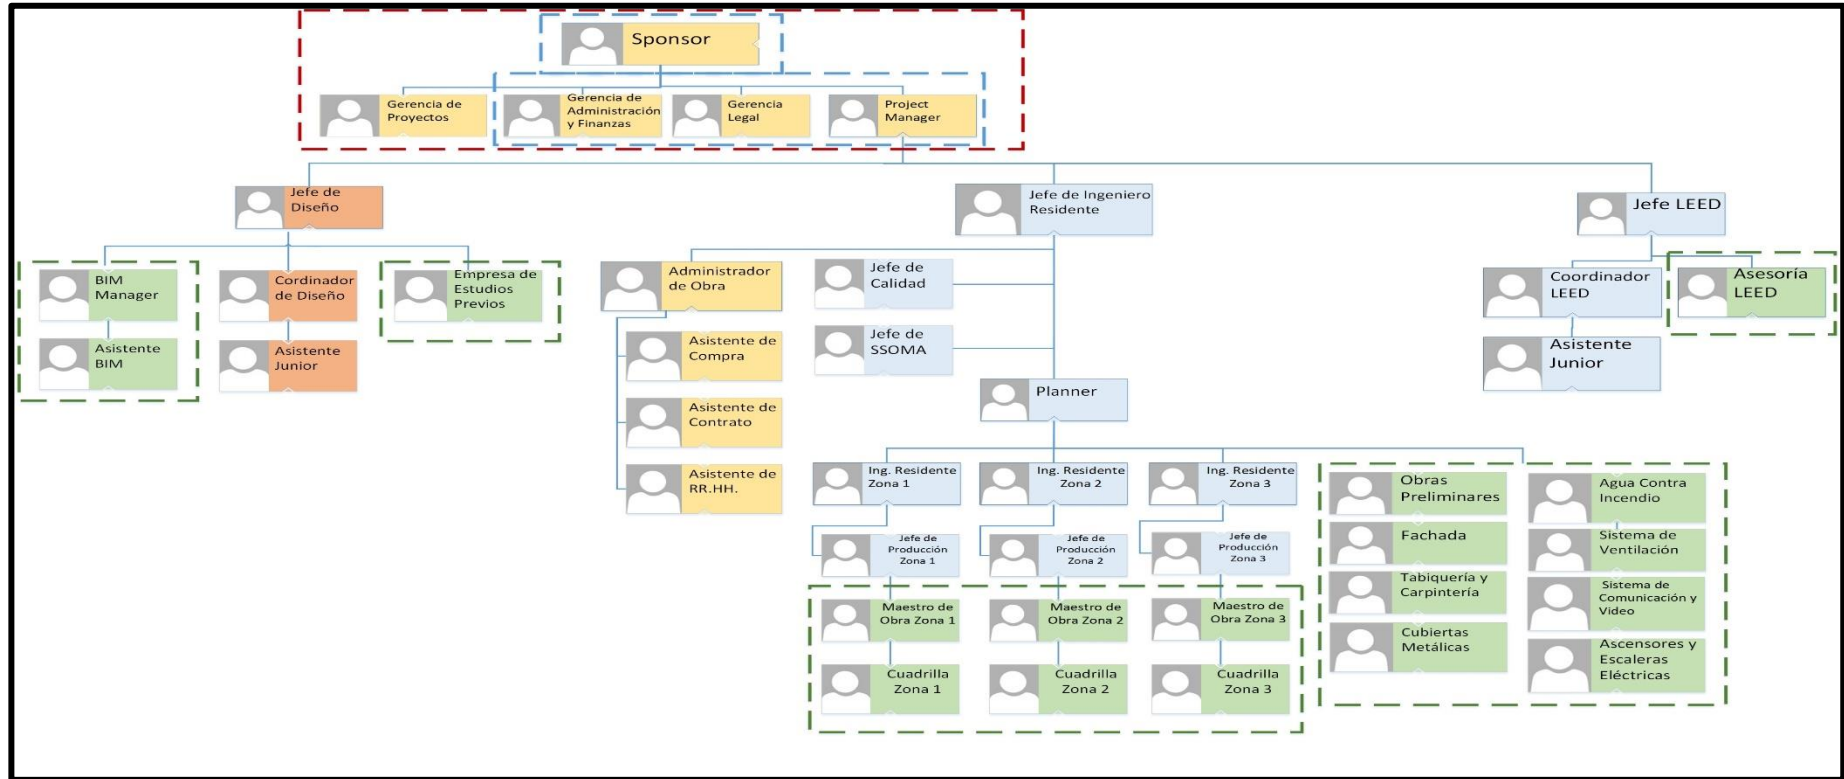 Sponsor
Gerencia de
Proyectos
Gerencia de
Administración
y Finanzas
Gerencia
Legal
Project
Manager
Jefe de
Diseño
Jefe de Ingeniero
Residente
Jefe LEED
BIM
Manager
Cordinador
de Diseño
Empresa de
Estudios
Previos
Administrador
de Obra
Jefe de
Calidad
Coordinador
LEED
Asesoría
LEED
Asistente
BIM
Asistente
Junior
Asistente de
Compra
Jefe de
SSOMA
Asistente
Junior
Planner
Asistente de
Contrato
Asistente de
RR.HH.
Ing. Residente
Zona 1
Ing. Residente
Zona 2
Ing. Residente
Zona 3
Obras
Preliminares
Agua Contra
Incendio
Jefe de
Producción
Zona 1
Jefe de
Producción
Zona 2
Jefe de
Producción
Zona 3
Fachada
Sistema de
Ventilación
Tabiquería y
Carpintería
Sistema de
Comunicación y
Video
Maestro de
Obra Zona 1
Maestro de
Obra Zona 2
Maestro de
Obra Zona 3
Cubiertas
Metálicas
Ascensores y
Escaleras
Eléctricas
Cuadrilla
Zona 1
Cuadrilla
Zona 2
Cuadrilla
Zona 3